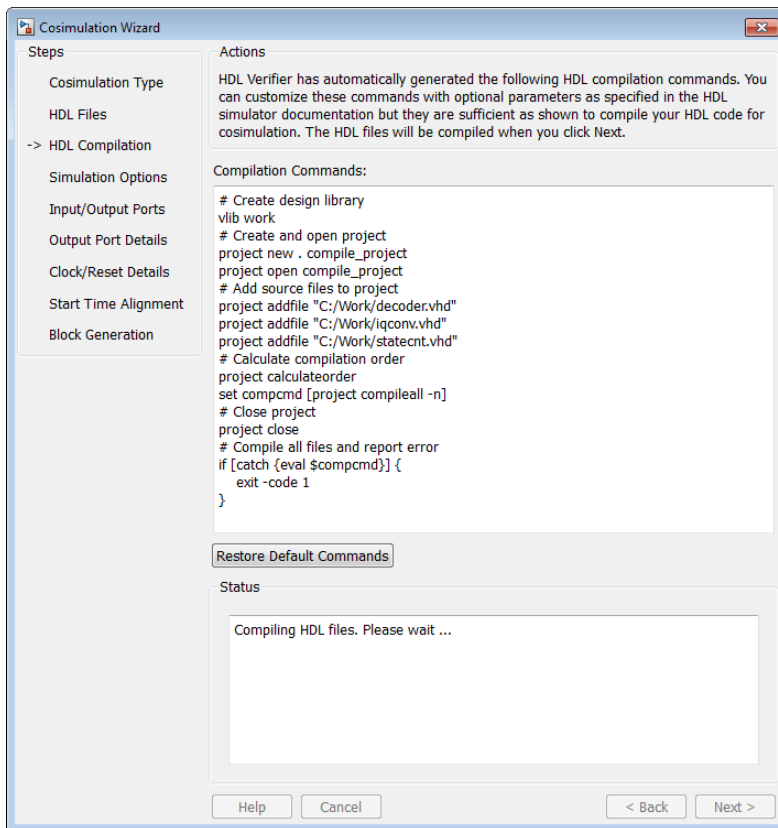 Cosimulation Wizard
Steps
Cosimulation Type
HDL Files
-> HDL Compilation
Simulation Options
Input/Output Ports
Output Port Details
Clock/Reset Details
Start Time Alignment
Block Generation
Actions
HDL Verifier has automatically generated the following HDL compilation commands. You
can customize these commands with optional parameters as specified in the HDL
simulator documentation but they are sufficient as shown to compile your HDL code for
cosimulation. The HDL files will be compiled when you click Next.
Compilation Commands:
# Create design library
vlib work
# Create and open project
project new . compile_project
project open compile_project
# Add source files to project
project addfile "C:/Work/decoder.vhd"
project addfile "C:/Work/iqconv.vhd"
project addfile "C:/Work/statecnt.vhd"
# Calculate compilation order
project calculateorder
set compcmd [project compileall -n]
# Close project
project close
# Compile all files and report error
if [catch {eval $compcmd}] {
exit -code 1
}
Restore Default Commands
Status
Compiling HDL files. Please wait ...
Help
Cancel
< Back
Next >